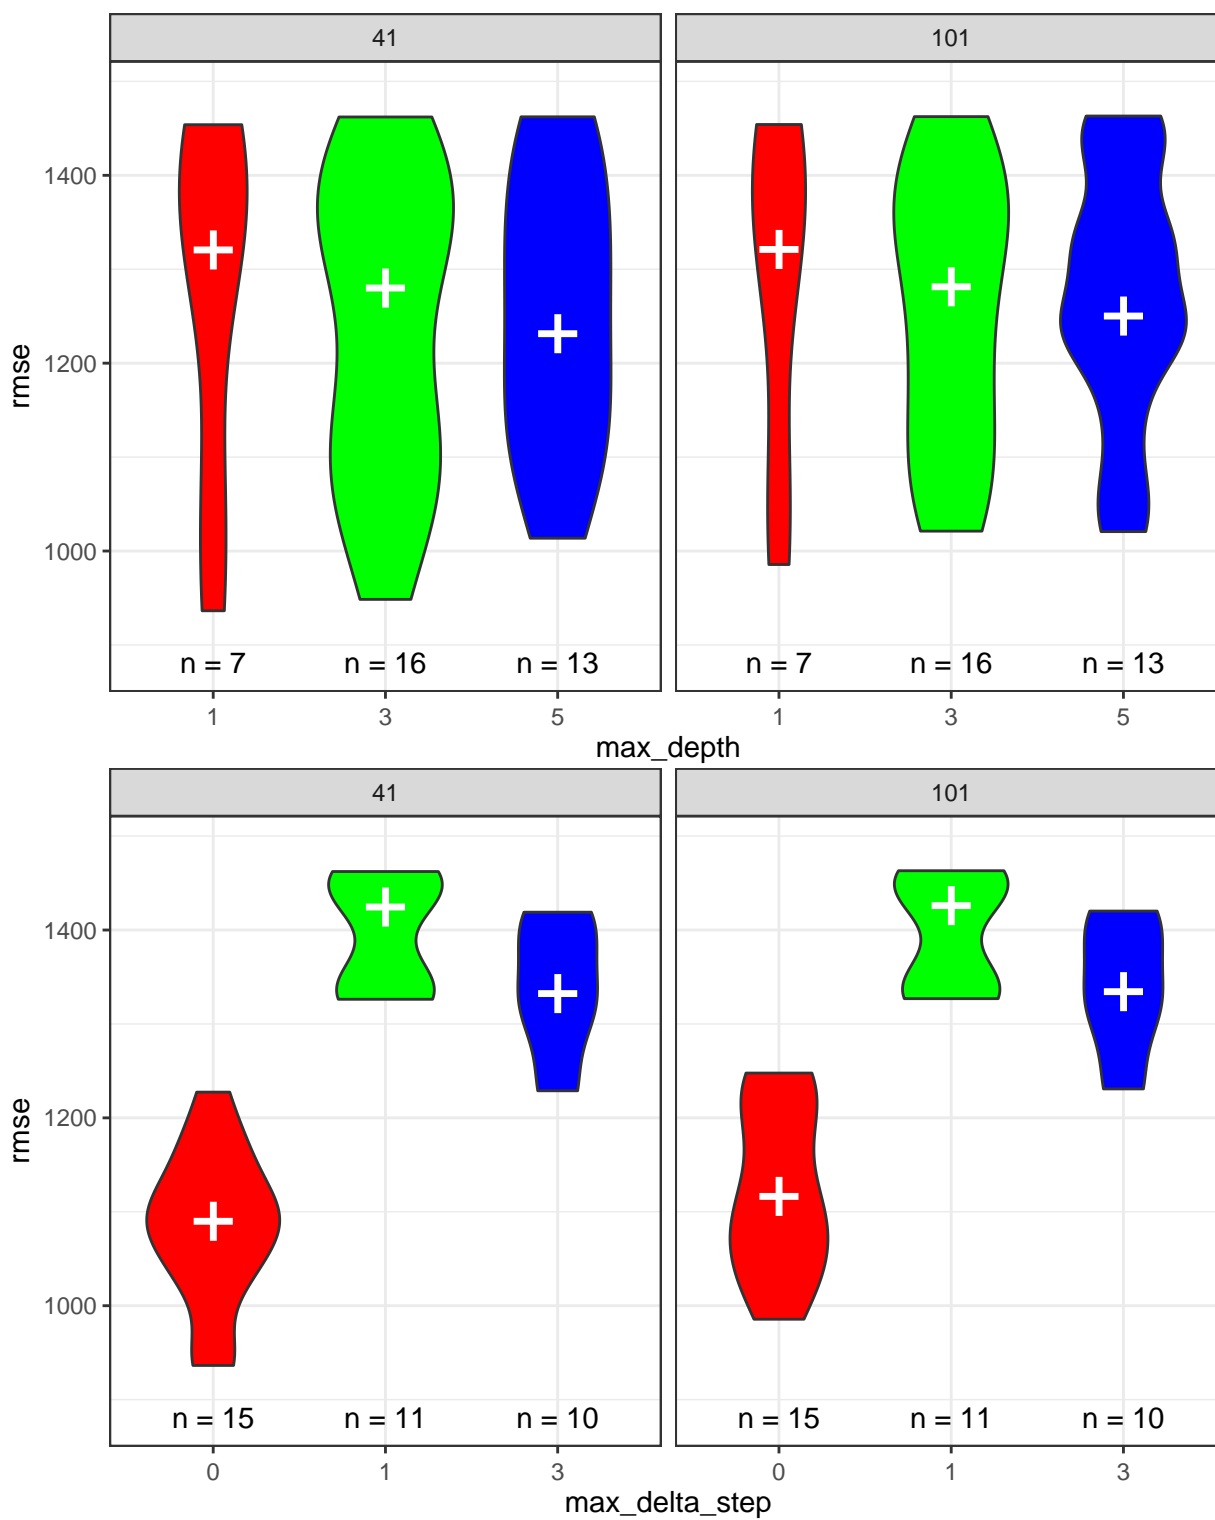 41 101
rmse
1400
1200
1000
n = 7 n = 16 n = 13 n = 7 n = 16 n = 13
1 3 5 1 3 5
max_depth
41 101
rmse
1400
1200
1000
n = 15 n = 11 n = 10 n = 15 n = 11 n = 10
0 1 3 0 1 3
max_delta_step